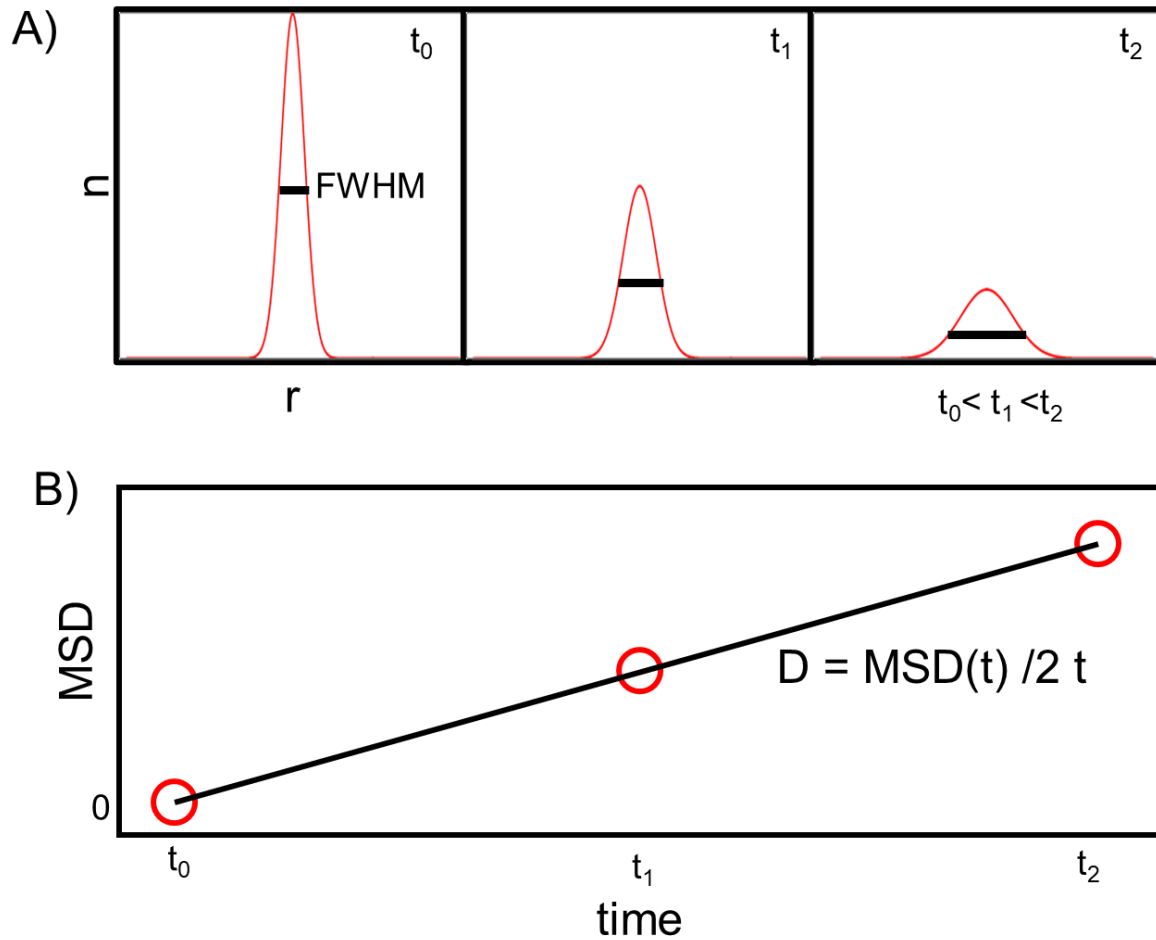 A)
t₀
t₁
t₂
n
FWHM
r
t₀< t₁ <t₂
B)
MSD
D = MSD(t) /2 t
0
t₀
t₁
t₂
time